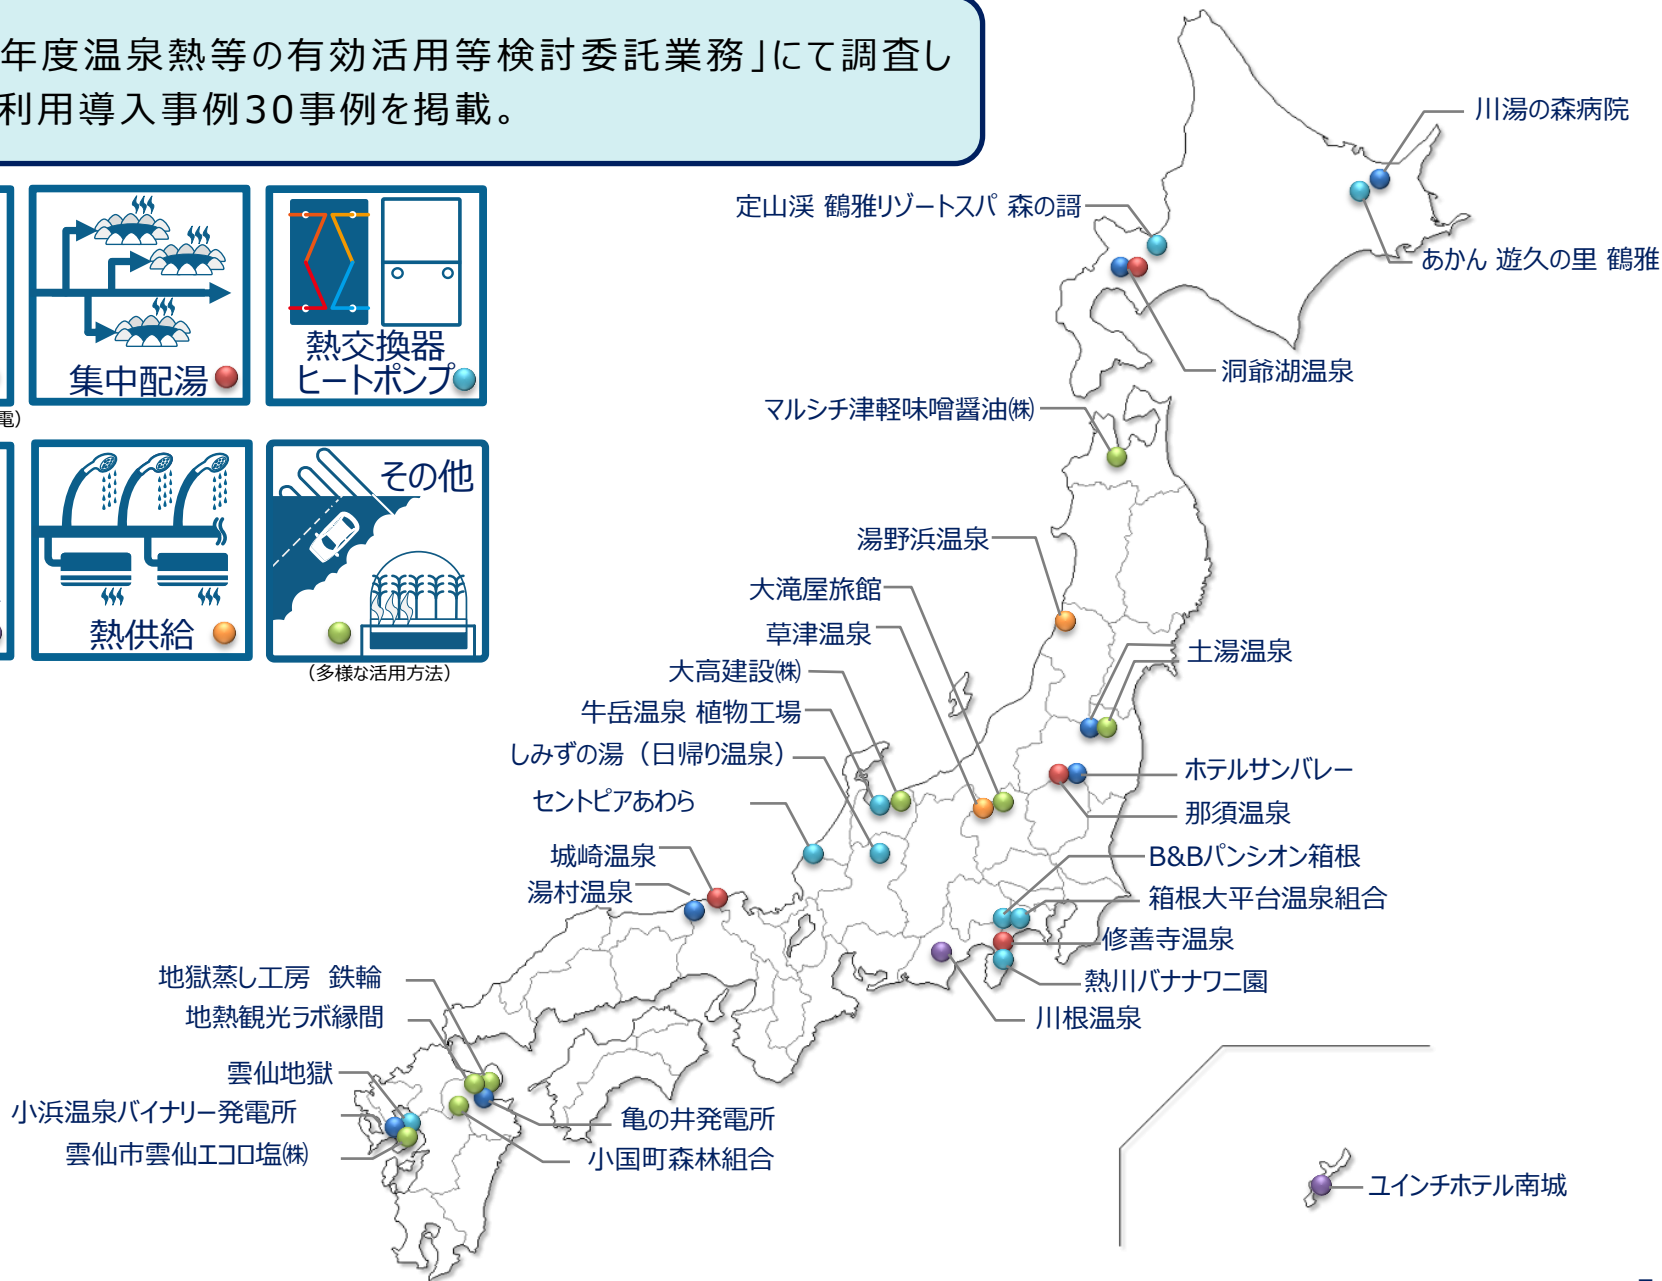 年度温泉熱等の有効活用等検討委託業務」にて調査し
利用導入事例30事例を掲載。
集中配湯
熱交換器
ヒートポンプ
電）
熱供給
その他
（多様な活用方法）
川湯の森病院
定山渓 鶴雅リゾートスパ 森の謌
あかん 遊久の里 鶴雅
洞爺湖温泉
マルシチ津軽味噌醤油㈱
湯野浜温泉
大滝屋旅館
草津温泉
土湯温泉
大高建設㈱
牛岳温泉 植物工場
しみずの湯（日帰り温泉）
ホテルサンバレー
セントピアあわら
那須温泉
城崎温泉
B&Bパンシオン箱根
湯村温泉
箱根大平台温泉組合
修善寺温泉
地獄蒸し工房　鉄輪
熱川バナナワニ園
地熱観光ラボ縁間
川根温泉
雲仙地獄
小浜温泉バイナリー発電所
亀の井発電所
雲仙市雲仙エコロ塩㈱
小国町森林組合
ユインチホテル南城